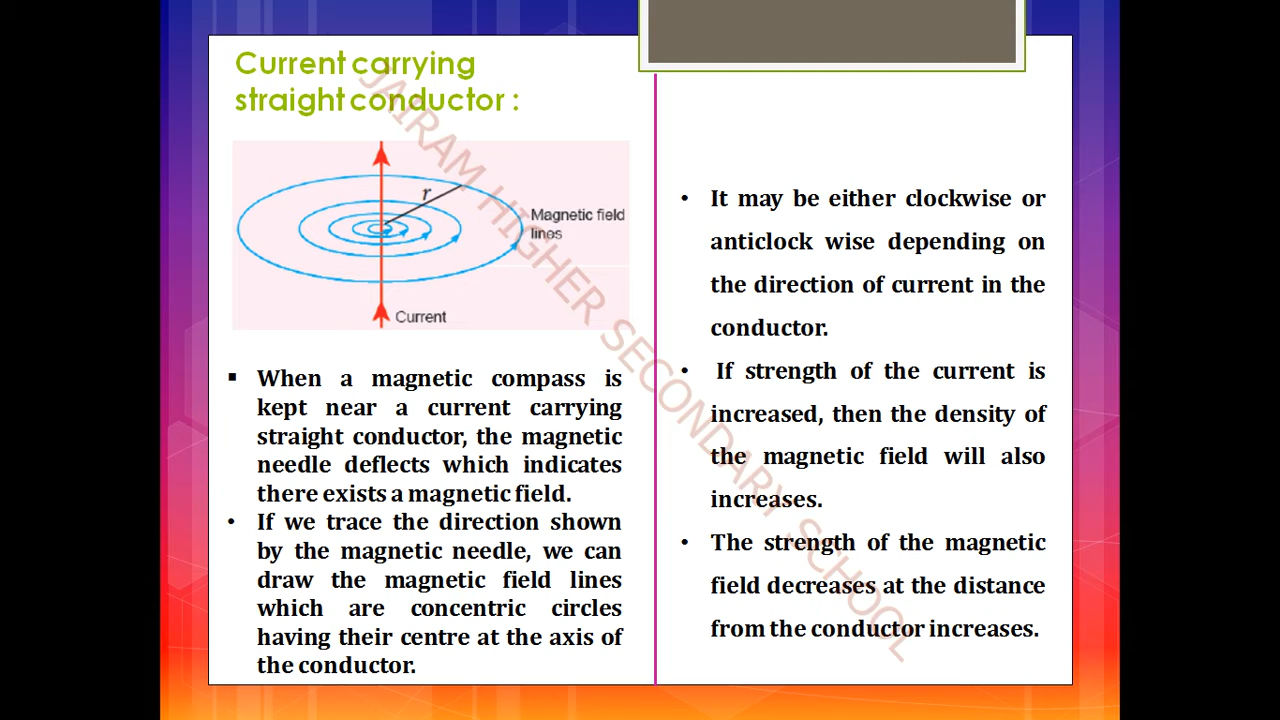 Current carrying
straight conductor :
r
Magnetic field
lines
Current
▪ When a magnetic compass is
kept near a current carrying
straight conductor, the magnetic
needle deflects which indicates
there exists a magnetic field.
• If we trace the direction shown
by the magnetic needle, we can
draw the magnetic field lines
which are concentric circles
having their centre at the axis of
the conductor.
• It may be either clockwise or
anticlock wise depending on
the direction of current in the
conductor.
• If strength of the current is
increased, then the density of
the magnetic field will also
increases.
• The strength of the magnetic
field decreases at the distance
from the conductor increases.
JAIRAM HIGHER SECONDARY SCHOOL